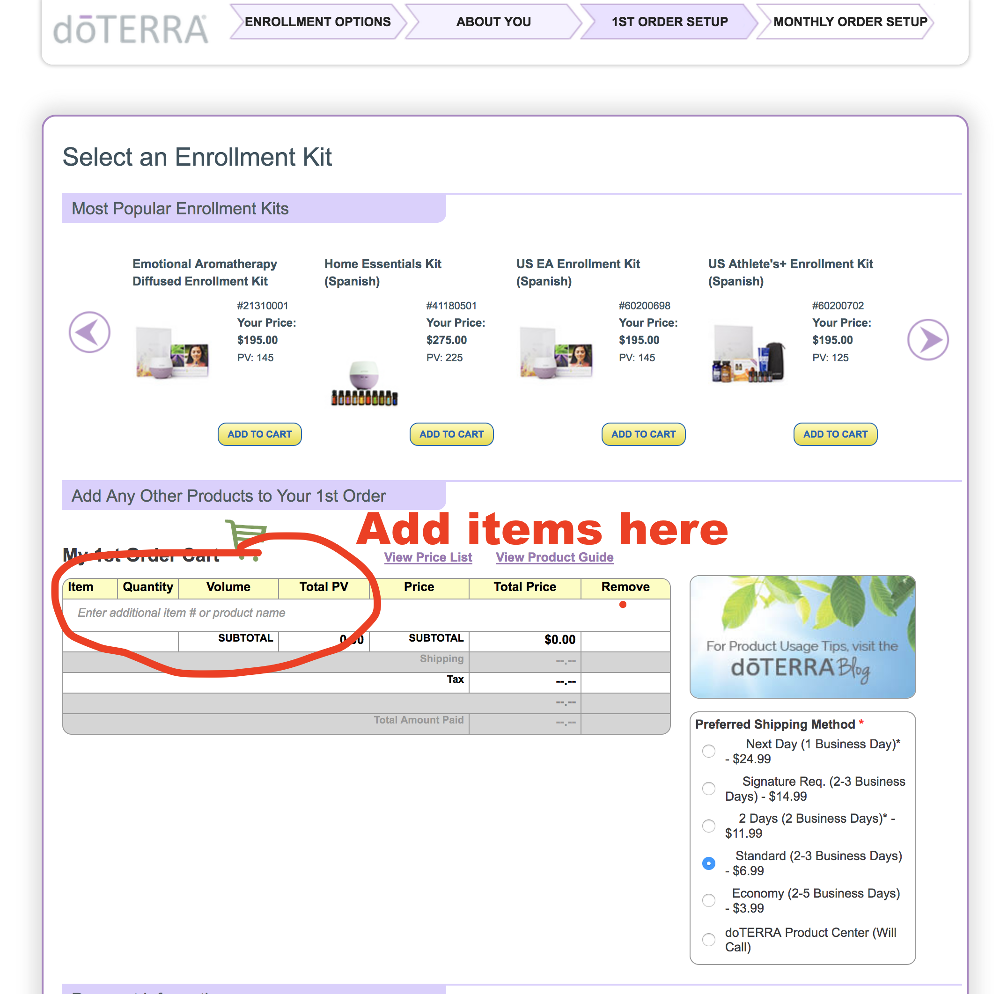 dōTERRA
ENROLLMENT OPTIONS
ABOUT YOU
1ST ORDER SETUP
MONTHLY ORDER SETUP
Select an Enrollment Kit
Most Popular Enrollment Kits
Emotional Aromatherapy
Diffused Enrollment Kit
#21310001
Your Price:
$195.00
PV: 145
ADD TO CART
Home Essentials Kit
(Spanish)
#41180501
Your Price:
$275.00
PV: 225
ADD TO CART
US EA Enrollment Kit
(Spanish)
#60200698
Your Price:
$195.00
PV: 145
ADD TO CART
US Athlete's+ Enrollment Kit
(Spanish)
#60200702
Your Price:
$195.00
PV: 125
ADD TO CART
Add Any Other Products to Your 1st Order
Add items here
My 1st Order Cart
View Price List View Product Guide
Item Quantity Volume Total PV Price Total Price Remove
Enter additional item # or product name
SUBTOTAL 0.00 SUBTOTAL $0.00
Shipping --.--
Tax --.--
--.--
Total Amount Paid --.--
For Product Usage Tips, visit the
dōTERRA Blog
Preferred Shipping Method *
Next Day (1 Business Day)*
- $24.99
Signature Req. (2-3 Business
Days) - $14.99
2 Days (2 Business Days)* -
$11.99
Standard (2-3 Business Days)
- $6.99
Economy (2-5 Business Days)
- $3.99
doTERRA Product Center (Will
Call)